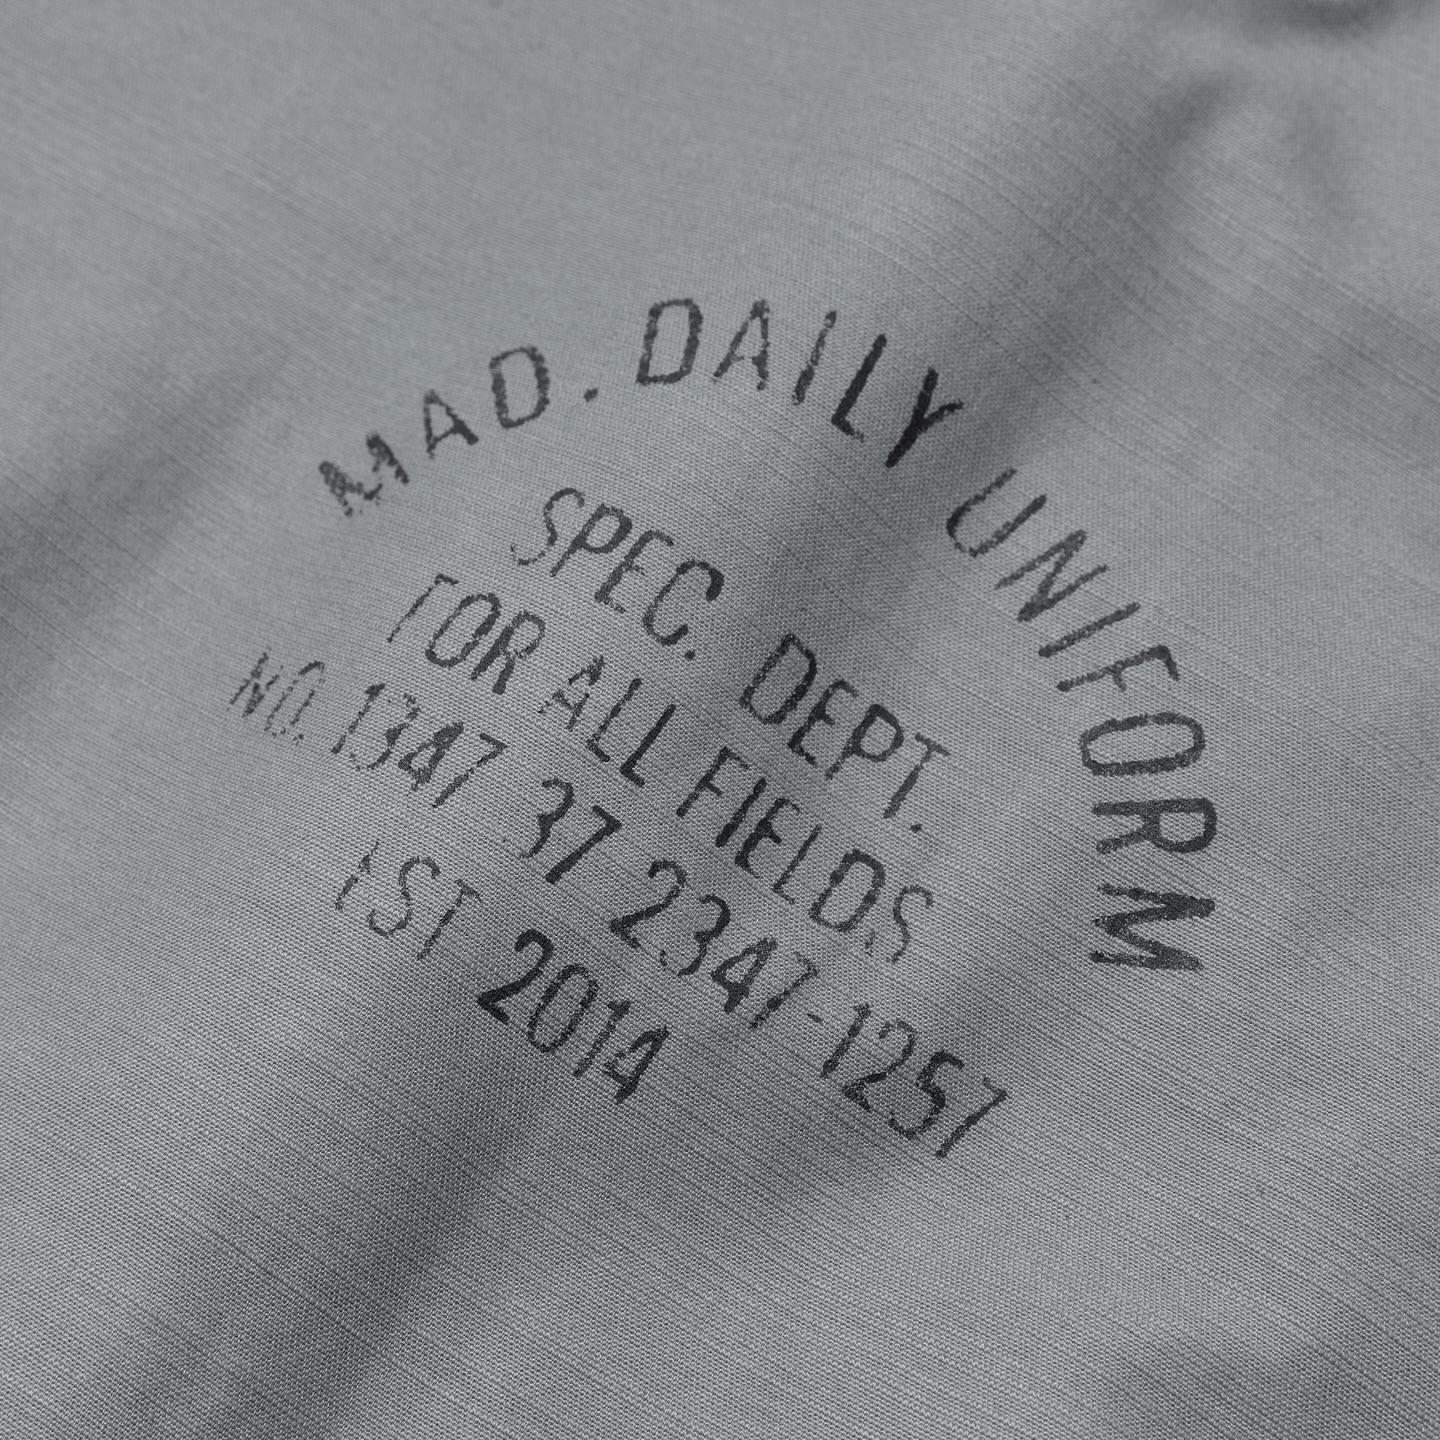 MAD. DAILY UNIFORM
SPEC. DEPT.
FOR ALL FIELDS
NO. 1347 37 2347-1257
EST 2014